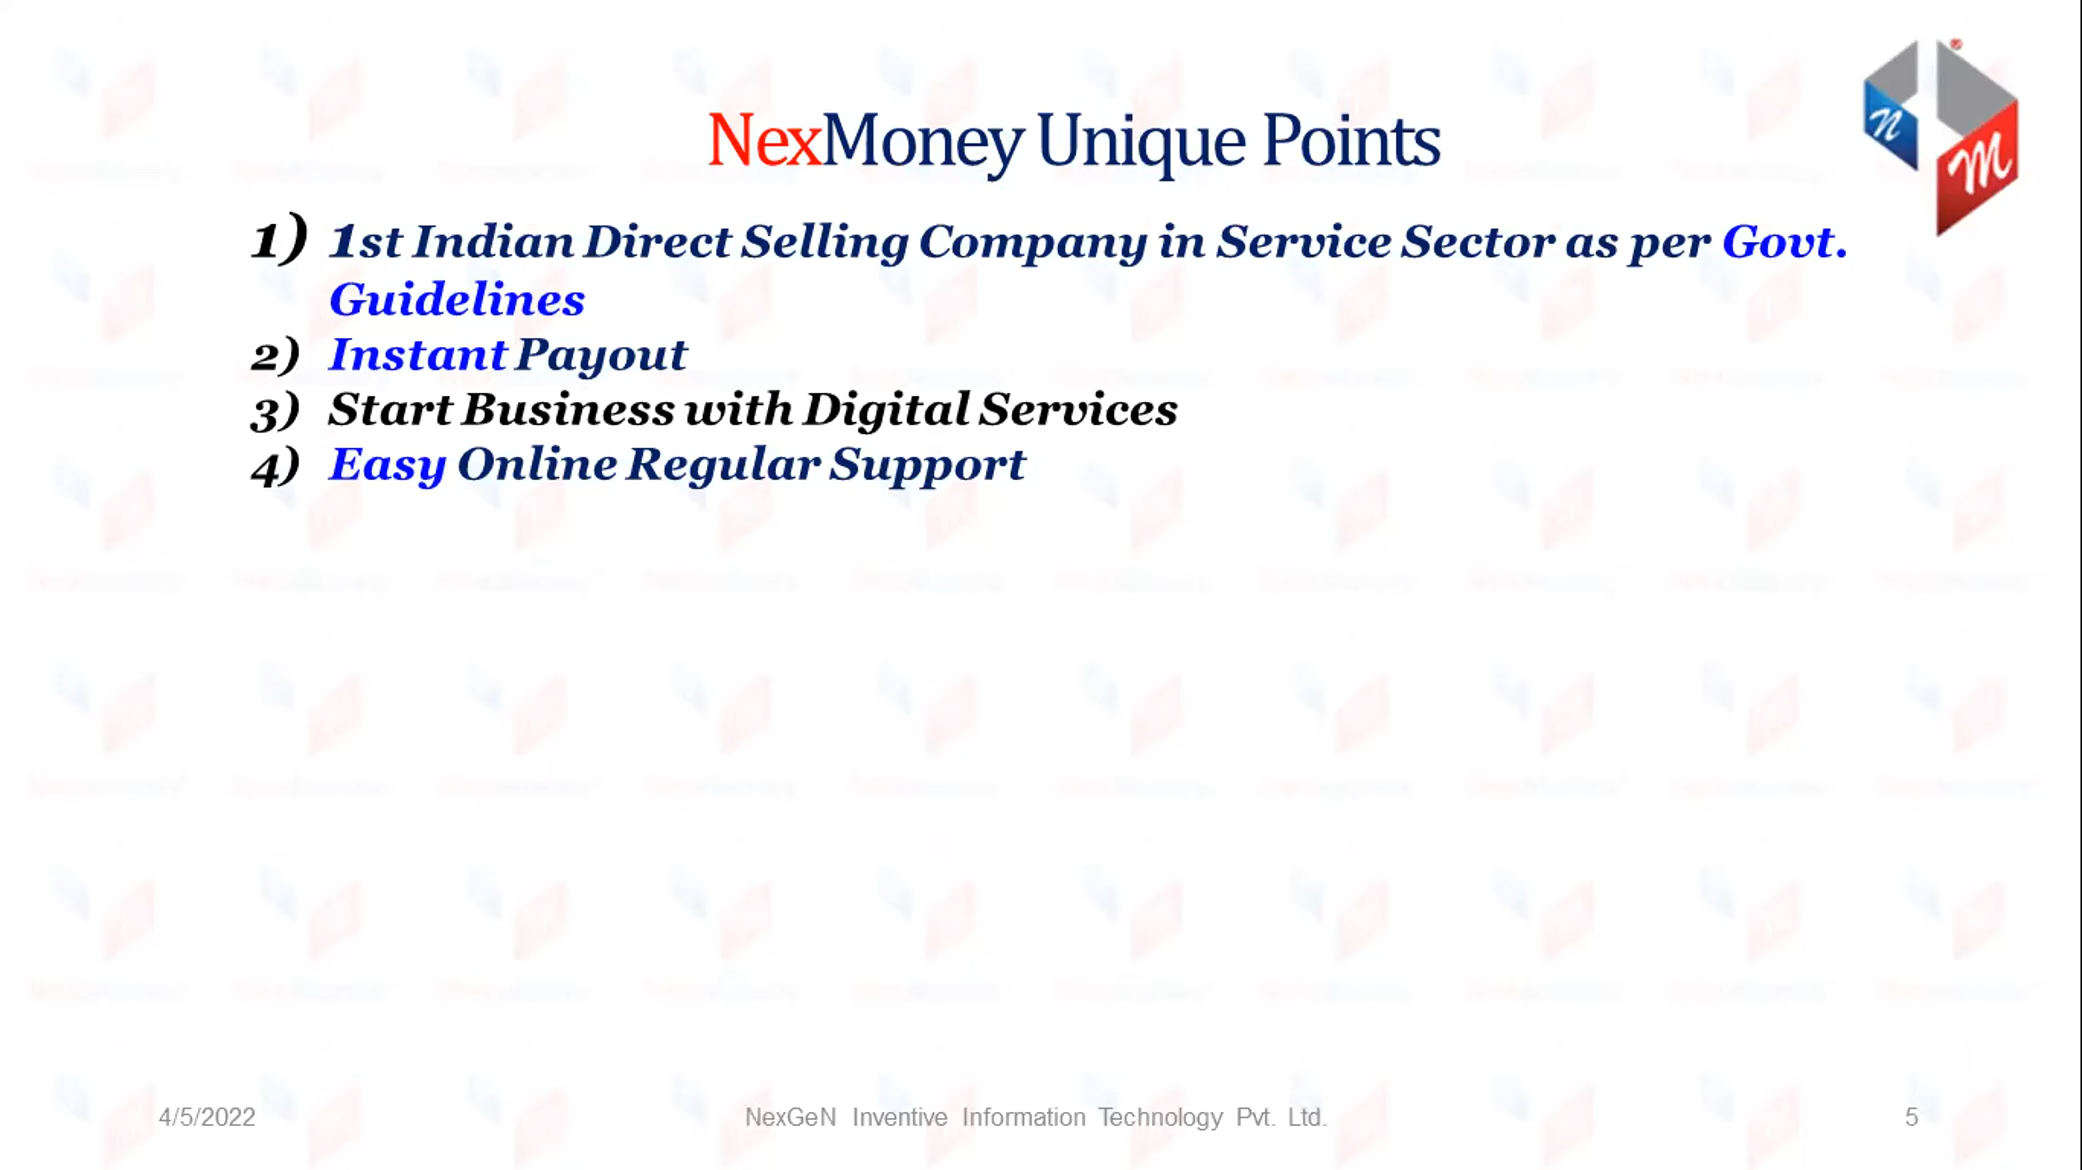 NexMoney Unique Points
n
m
1) 1st Indian Direct Selling Company in Service Sector as per Govt.
Guidelines
2) Instant Payout
3) Start Business with Digital Services
4) Easy Online Regular Support
4/5/2022
NexGeN Inventive Information Technology Pvt. Ltd.
5